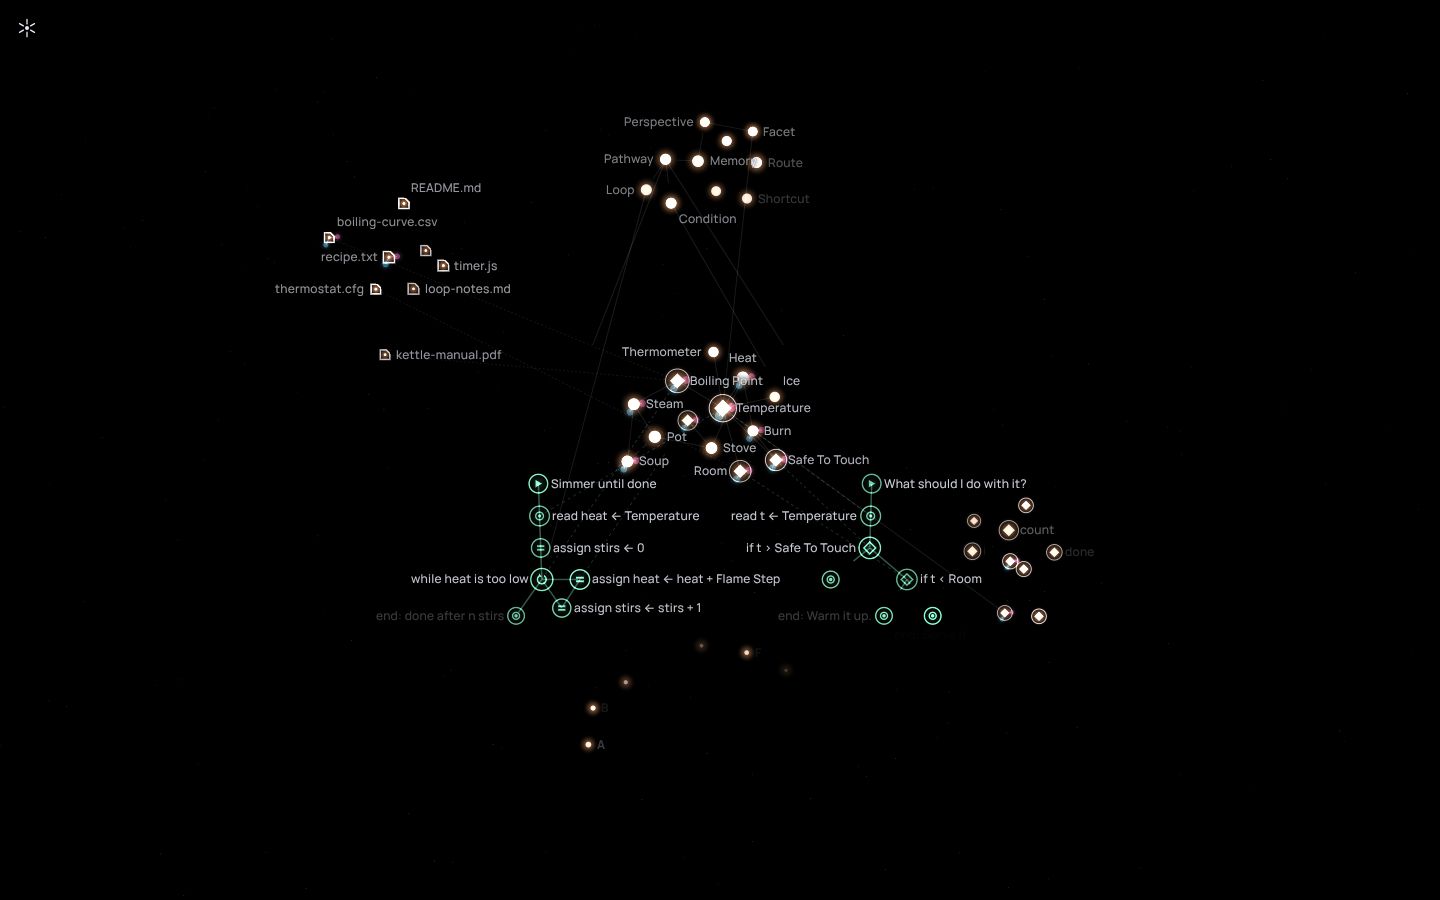 Perspective
Facet
Pathway
Memory
Route
Loop
Shortcut
Condition
README.md
boiling-curve.csv
recipe.txt
timer.js
thermostat.cfg
loop-notes.md
kettle-manual.pdf
Thermometer
Heat
Boiling Point
Ice
Steam
Temperature
Burn
Pot
Stove
Soup
Room
Safe To Touch
Simmer until done
What should I do with it?
read heat ← Temperature
read t ← Temperature
count
assign stirs ← 0
if t > Safe To Touch
done
while heat is too low
assign heat ← heat + Flame Step
if t < Room
assign stirs ← stirs + 1
end: done after n stirs
end: Warm it up.
F
B
A